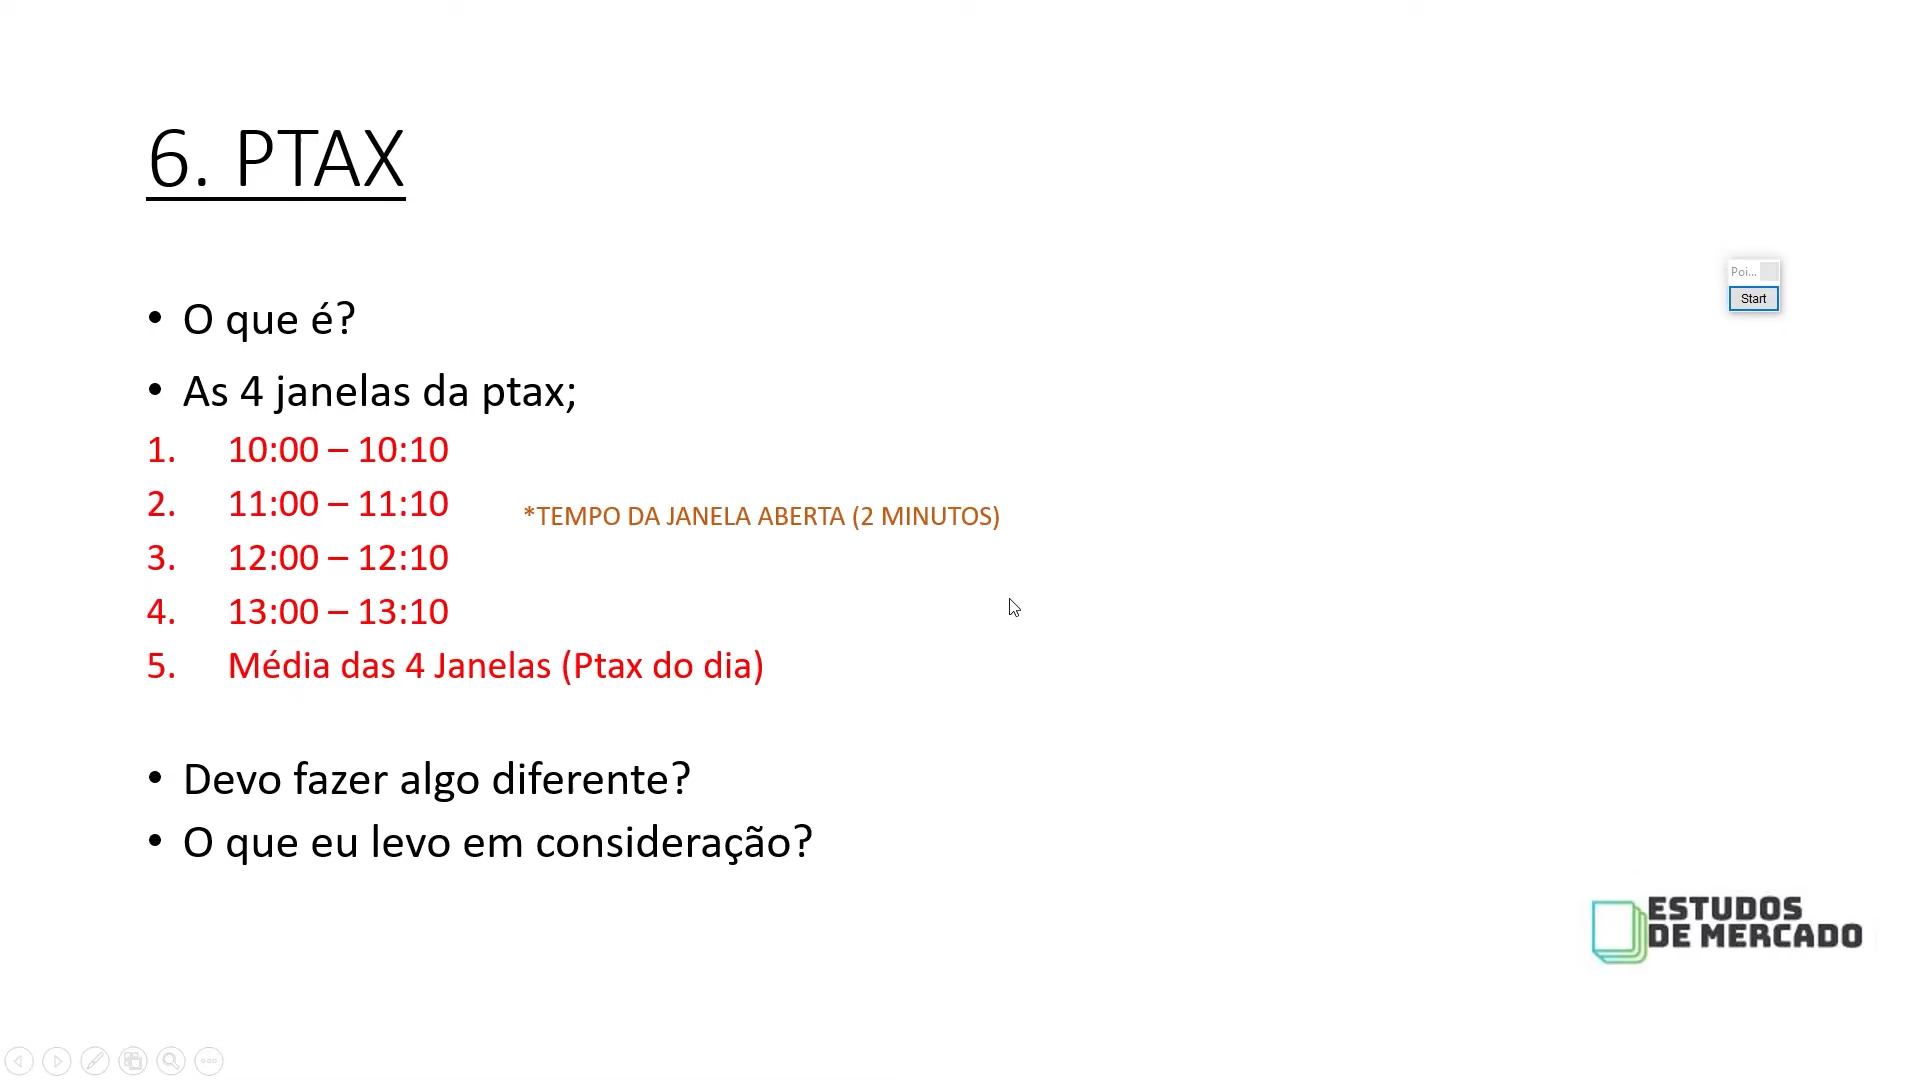 6. PTAX
Poi...
Start
• O que é?
• As 4 janelas da ptax;
1. 10:00 – 10:10
2. 11:00 – 11:10
*TEMPO DA JANELA ABERTA (2 MINUTOS)
3. 12:00 – 12:10
4. 13:00 – 13:10
5. Média das 4 Janelas (Ptax do dia)
• Devo fazer algo diferente?
• O que eu levo em consideração?
ESTUDOS
DE MERCADO